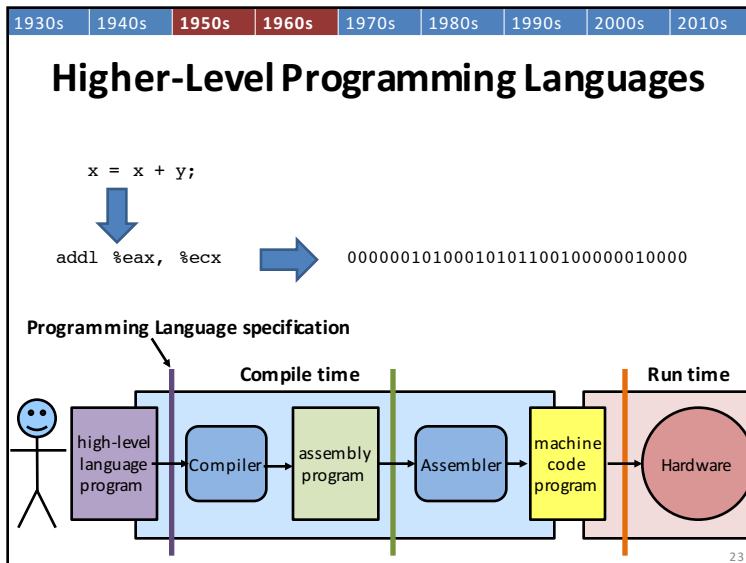 1930s 1940s 1950s 1960s 1970s 1980s 1990s 2000s 2010s
Higher-Level Programming Languages
x = x + y;
addl %eax, %ecx 00000010100010101100100000010000
Programming Language specification
Compile time Run time
high-level
language
program
Compiler
assembly
program
Assembler
machine
code
program
Hardware
23